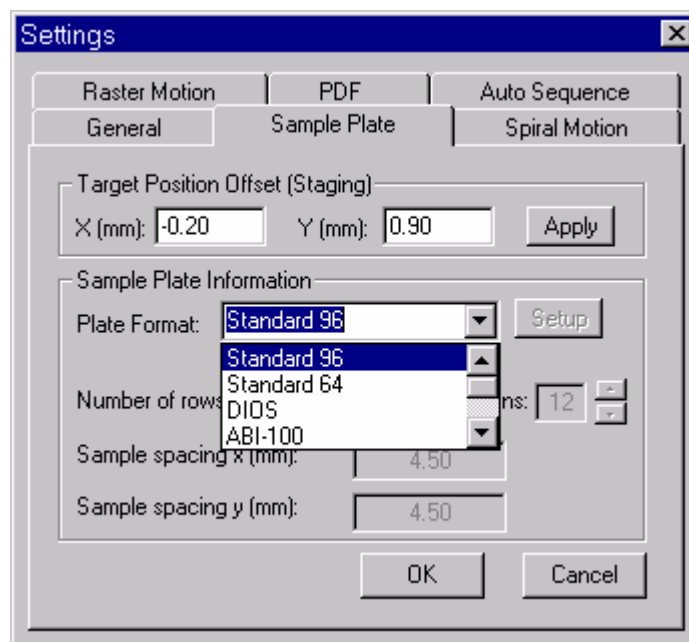 Settings
Raster Motion PDF Auto Sequence
General Sample Plate Spiral Motion
Target Position Offset (Staging)
X (mm): -0.20 Y (mm): 0.90 Apply
Sample Plate Information
Plate Format: Standard 96 Setup
Standard 96
Standard 64
Number of rows ns: 12
DIOS
ABI-100
Sample spacing x (mm): 4.50
Sample spacing y (mm): 4.50
OK Cancel